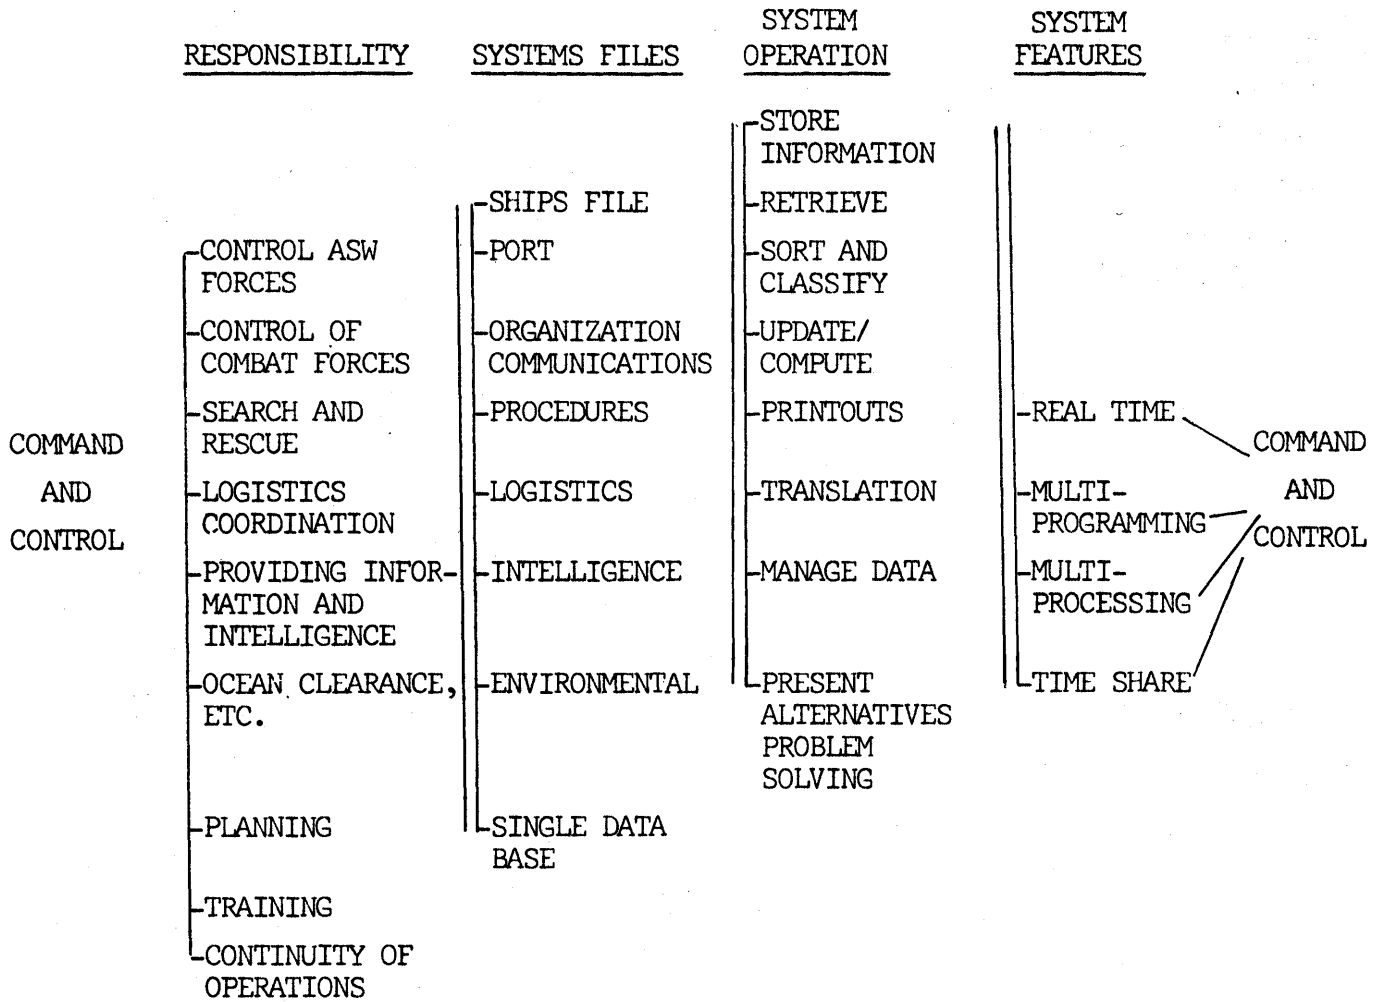 RESPONSIBILITY
SYSTEMS FILES
SYSTEM
OPERATION
SYSTEM
FEATURES
COMMAND
AND
CONTROL
CONTROL ASW
FORCES
CONTROL OF
COMBAT FORCES
SEARCH AND
RESCUE
LOGISTICS
COORDINATION
PROVIDING INFOR-
MATION AND
INTELLIGENCE
OCEAN CLEARANCE,
ETC.
PLANNING
TRAINING
CONTINUITY OF
OPERATIONS
SHIPS FILE
PORT
ORGANIZATION
COMMUNICATIONS
PROCEDURES
LOGISTICS
INTELLIGENCE
ENVIRONMENTAL
SINGLE DATA
BASE
STORE
INFORMATION
RETRIEVE
SORT AND
CLASSIFY
UPDATE/
COMPUTE
PRINTOUTS
TRANSLATION
MANAGE DATA
PRESENT
ALTERNATIVES
PROBLEM
SOLVING
REAL TIME
MULTI-
PROGRAMMING
MULTI-
PROCESSING
TIME SHARE
COMMAND
AND
CONTROL